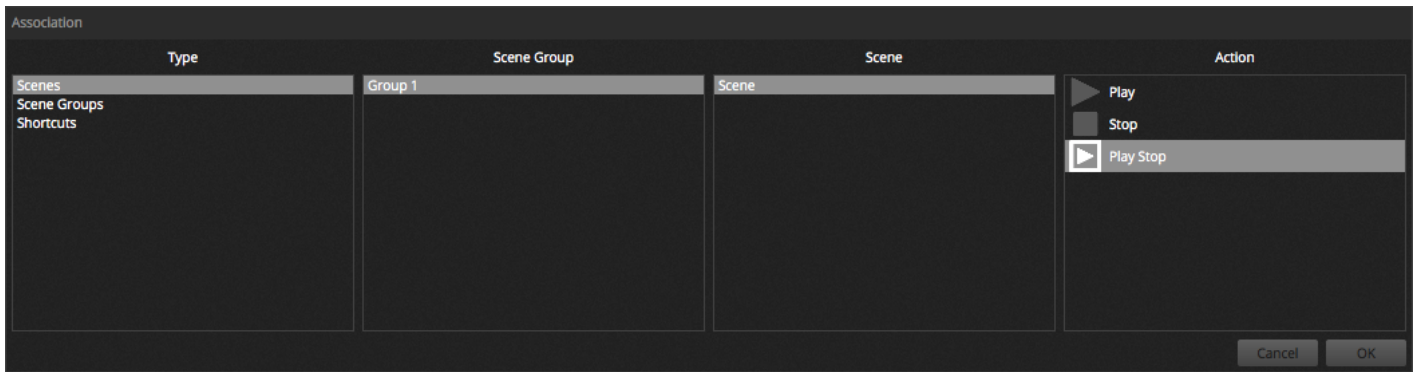 Association
Type Scene Group Scene Action
Scenes Group 1 Scene
Scene Groups
Shortcuts
Play
Stop
Play Stop
Cancel OK